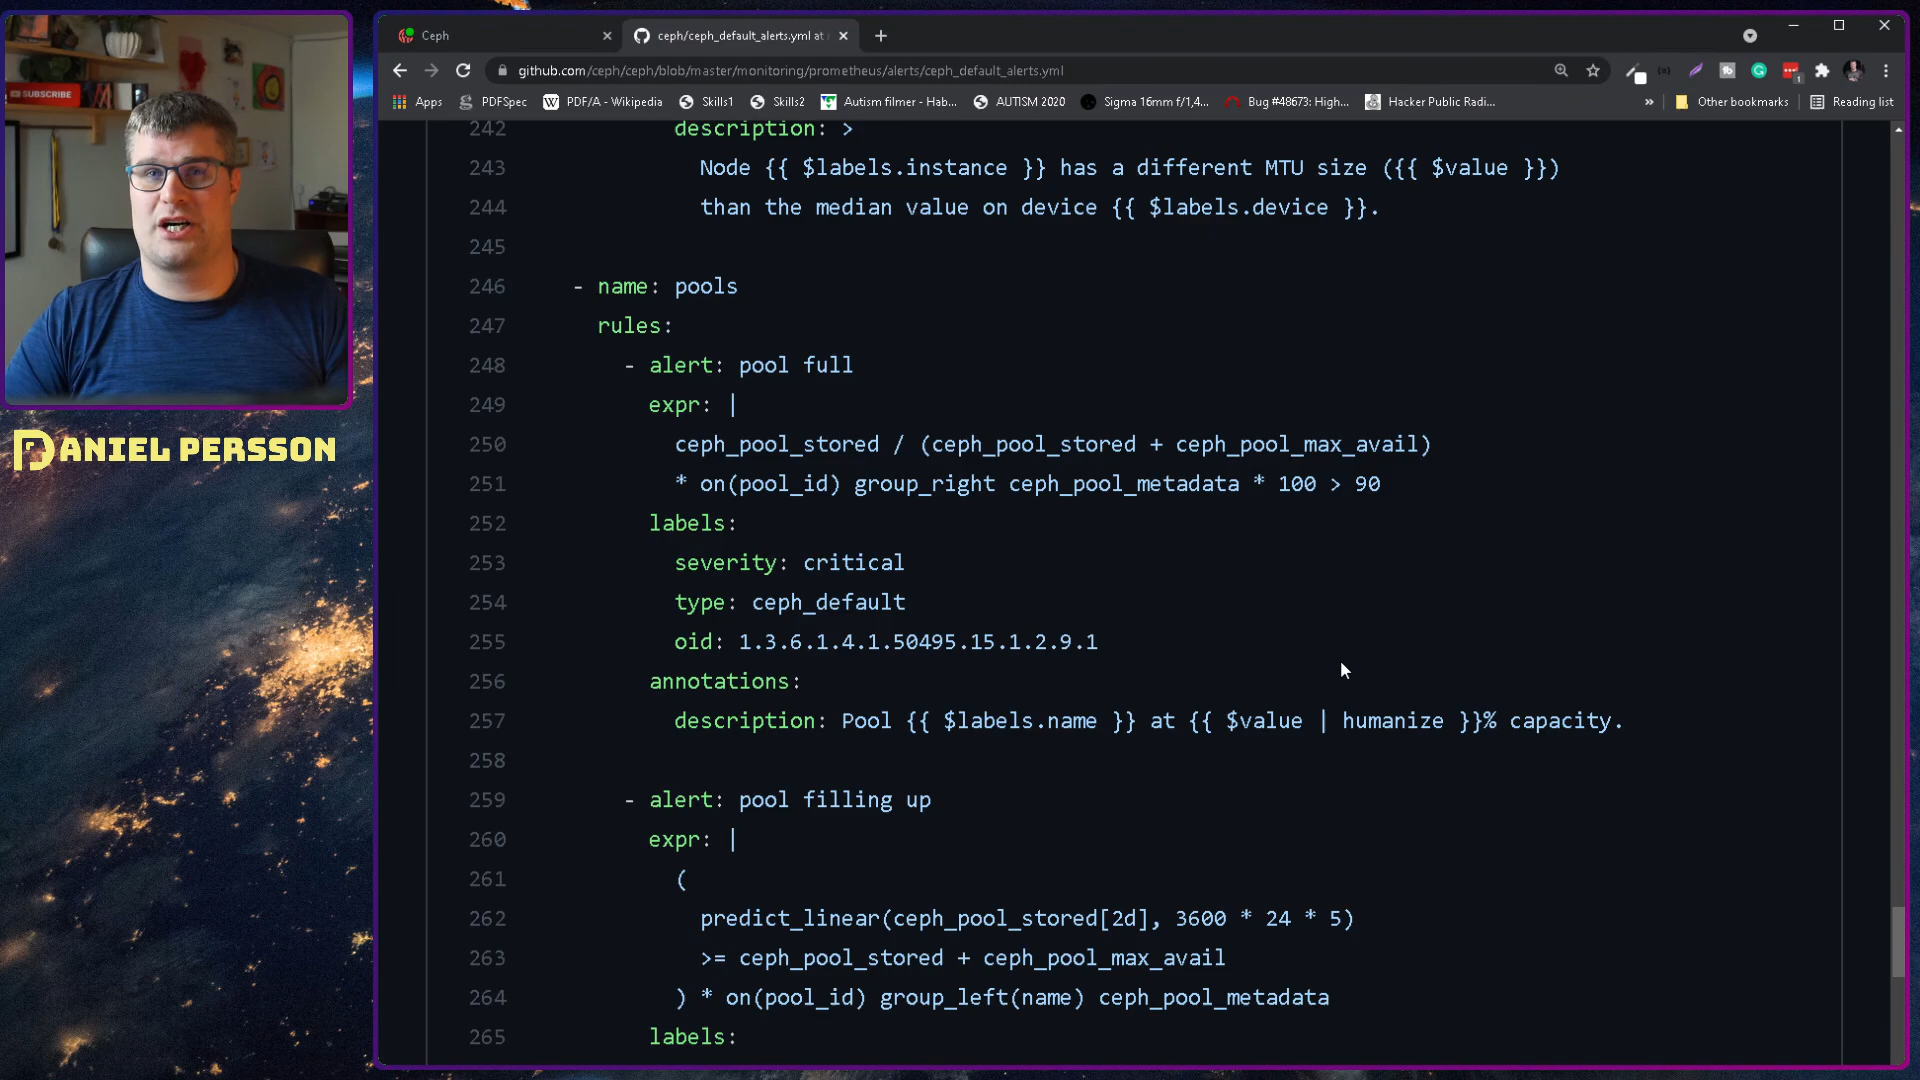 SUBSCRIBE
DANIEL PERSSON
Ceph
ceph/ceph_default_alerts.yml at
github.com/ceph/ceph/blob/master/monitoring/prometheus/alerts/ceph_default_alerts.yml
Apps
PDFSpec
PDF/A - Wikipedia
Skills1
Skills2
Autism filmer - Hab...
AUTISM 2020
Sigma 16mm f/1,4...
Bug #48673: High...
Hacker Public Radi...
»
Other bookmarks
Reading list
242 description: >
243 Node {{ $labels.instance }} has a different MTU size ({{ $value }})
244 than the median value on device {{ $labels.device }}.
245
246 - name: pools
247 rules:
248 - alert: pool full
249 expr: |
250 ceph_pool_stored / (ceph_pool_stored + ceph_pool_max_avail)
251 * on(pool_id) group_right ceph_pool_metadata * 100 > 90
252 labels:
253 severity: critical
254 type: ceph_default
255 oid: 1.3.6.1.4.1.50495.15.1.2.9.1
256 annotations:
257 description: Pool {{ $labels.name }} at {{ $value | humanize }}% capacity.
258
259 - alert: pool filling up
260 expr: |
261 (
262 predict_linear(ceph_pool_stored[2d], 3600 * 24 * 5)
263 >= ceph_pool_stored + ceph_pool_max_avail
264 ) * on(pool_id) group_left(name) ceph_pool_metadata
265 labels: